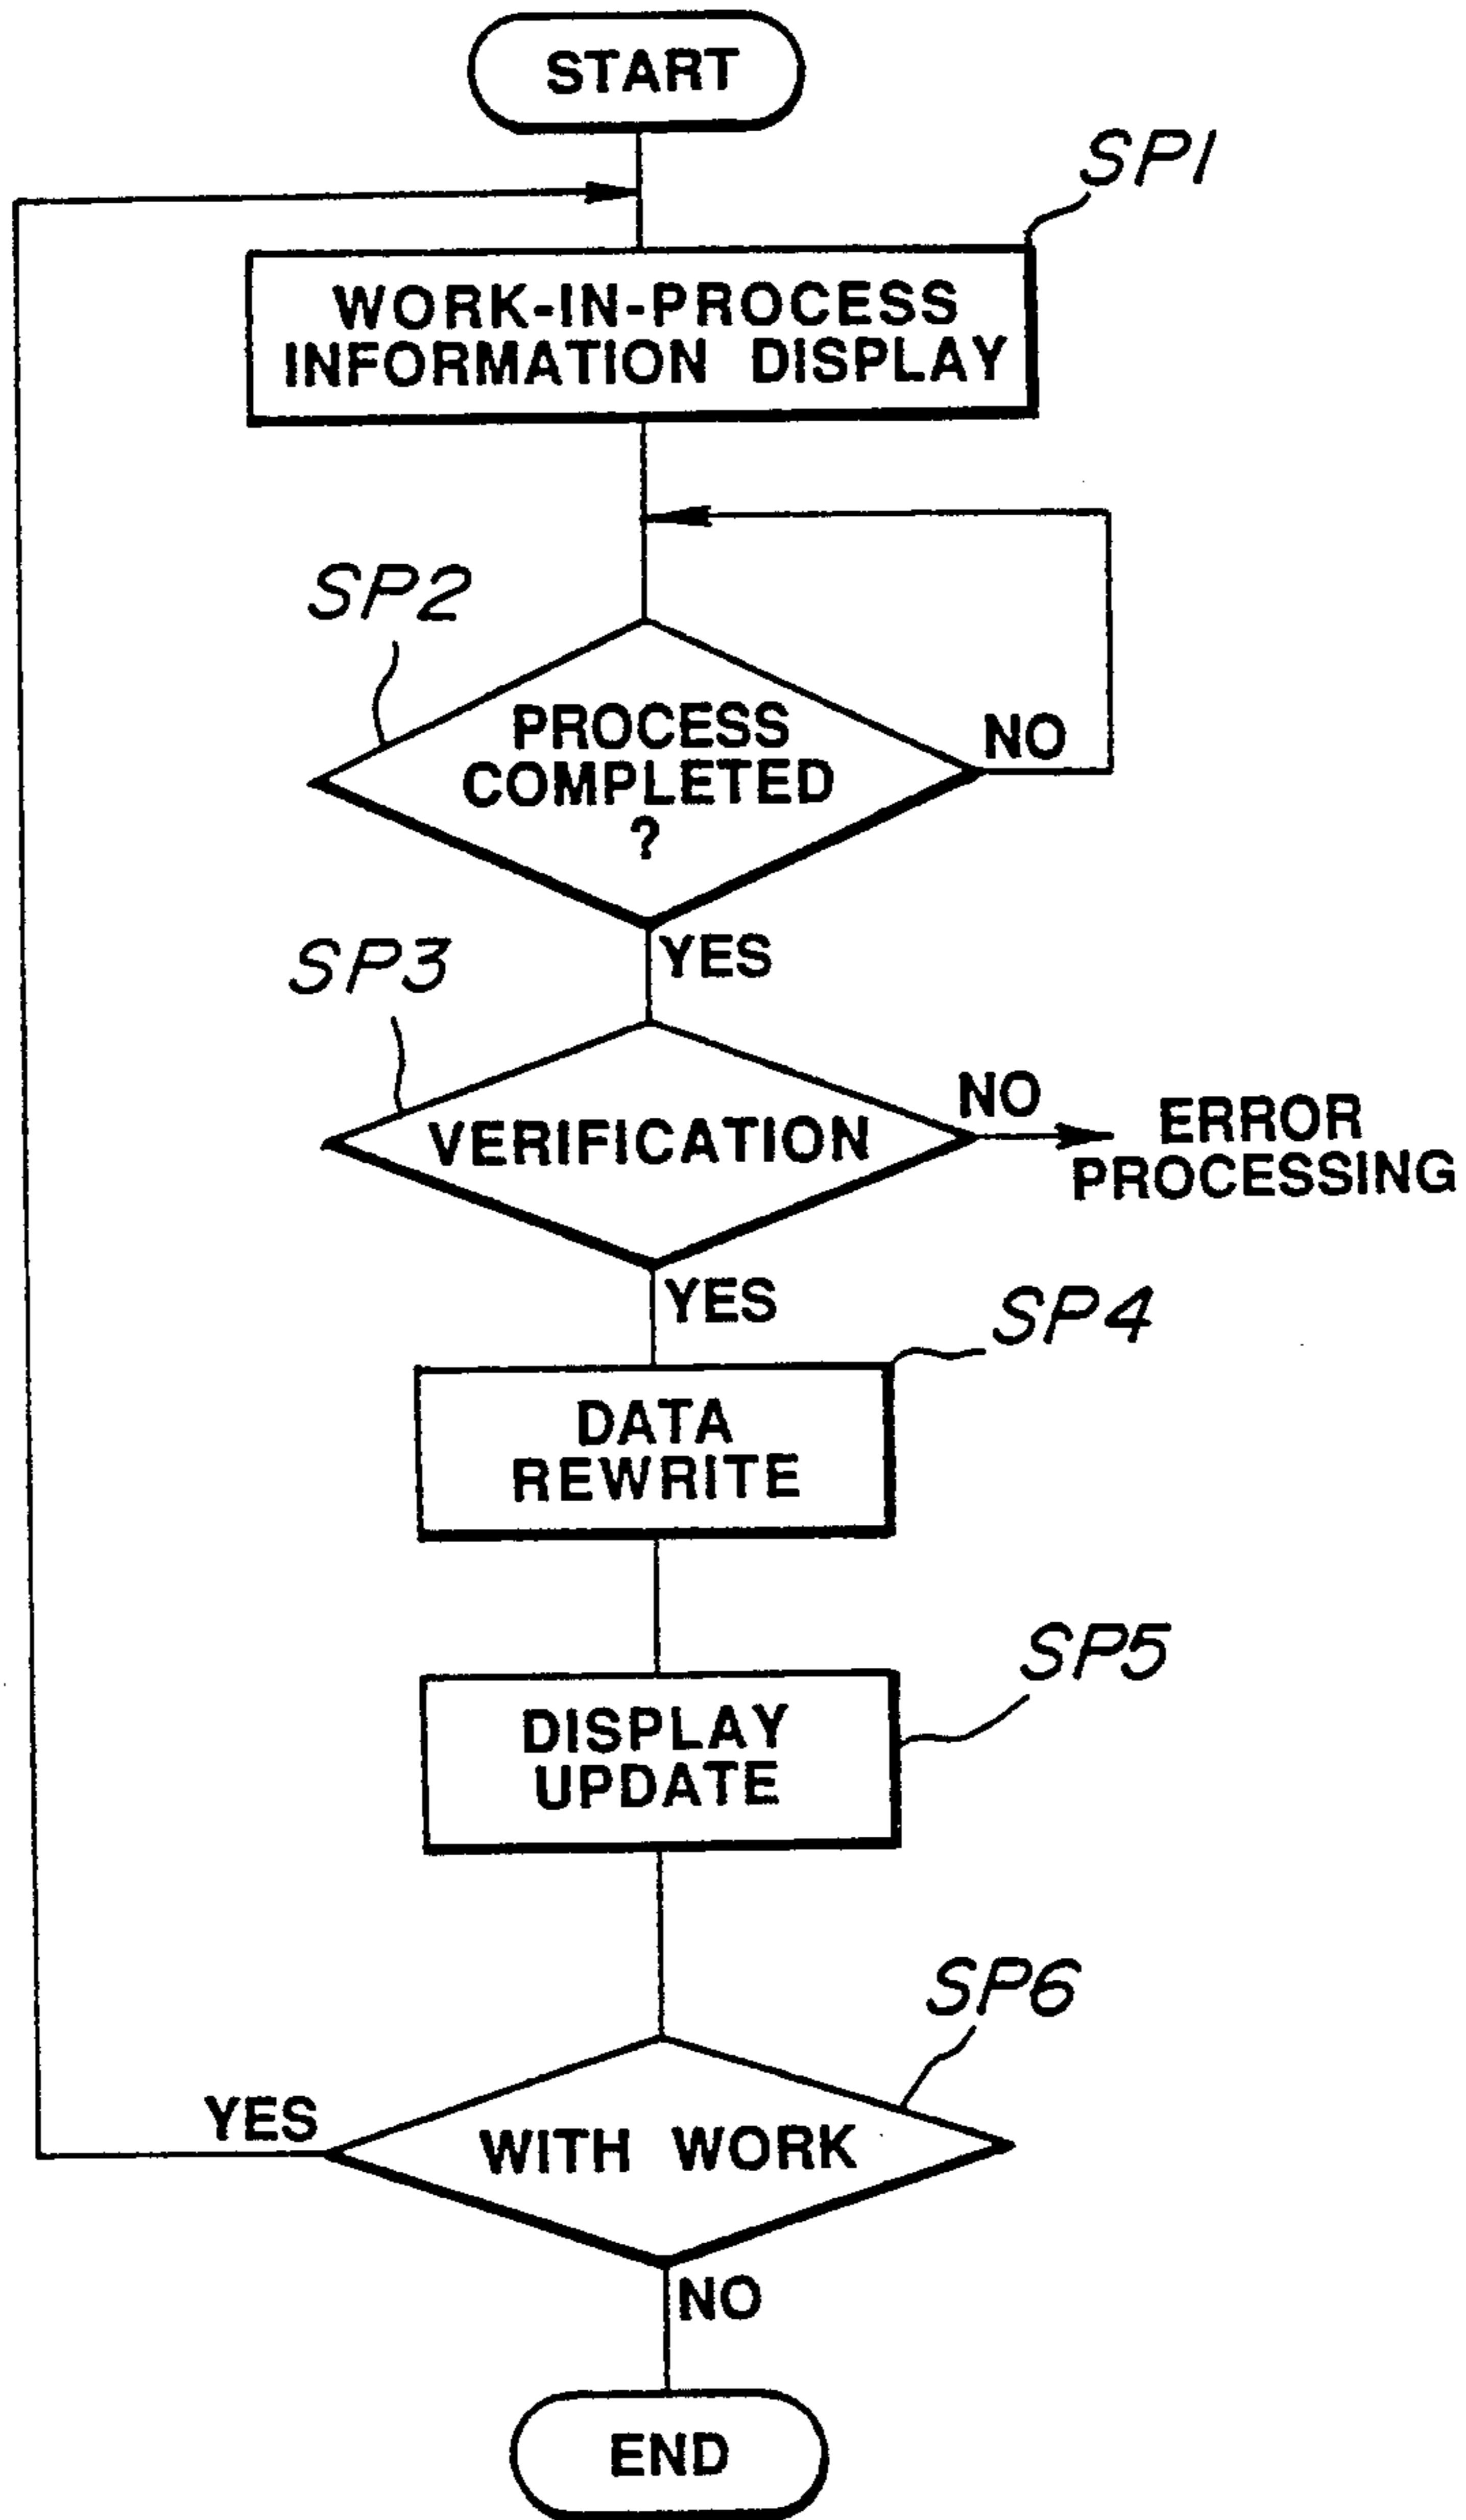 START
SP1
WORK-IN-PROCESS
INFORMATION DISPLAY
SP2
PROCESS
COMPLETED
?
NO
YES
SP3
VERIFICATION
NO
ERROR
PROCESSING
YES
SP4
DATA
REWRITE
SP5
DISPLAY
UPDATE
SP6
YES
WITH WORK
NO
END